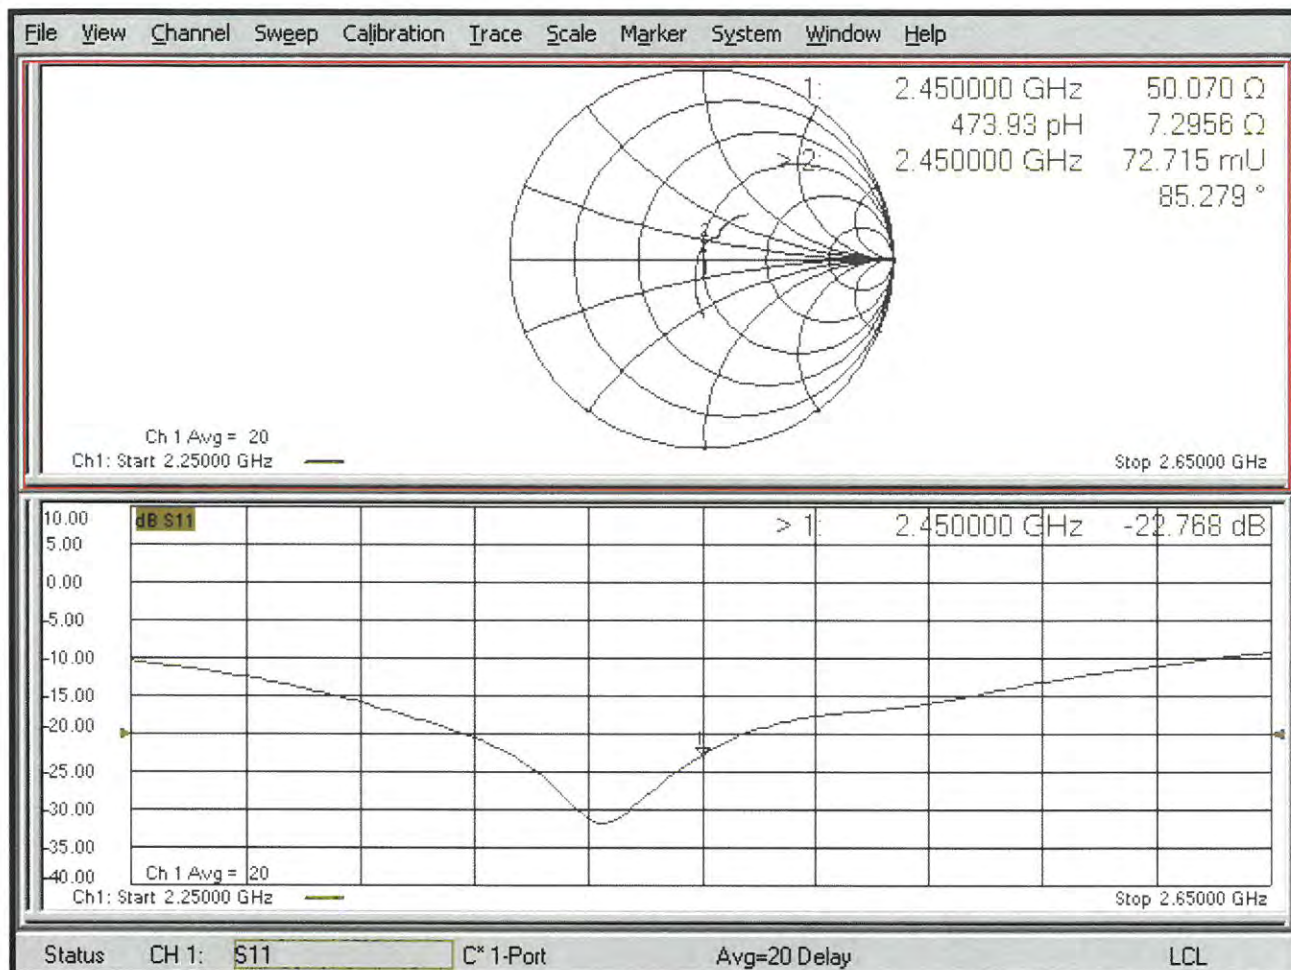 File View Channel Sweep Calibration Trace Scale Marker System Window Help
1: 2.450000 GHz 50.070 Ω
473.93 pH 7.2956 Ω
> 2: 2.450000 GHz 72.715 mU
85.279 °
Ch 1 Avg = 20
Ch1: Start 2.25000 GHz Stop 2.65000 GHz
10.00 dB S11 > 1: 2.450000 GHz -22.768 dB
5.00
0.00
-5.00
-10.00
-15.00
-20.00
-25.00
-30.00
-35.00
-40.00 Ch 1 Avg = 20
Ch1: Start 2.25000 GHz Stop 2.65000 GHz
Status CH 1: S11 C* 1-Port Avg=20 Delay LCL